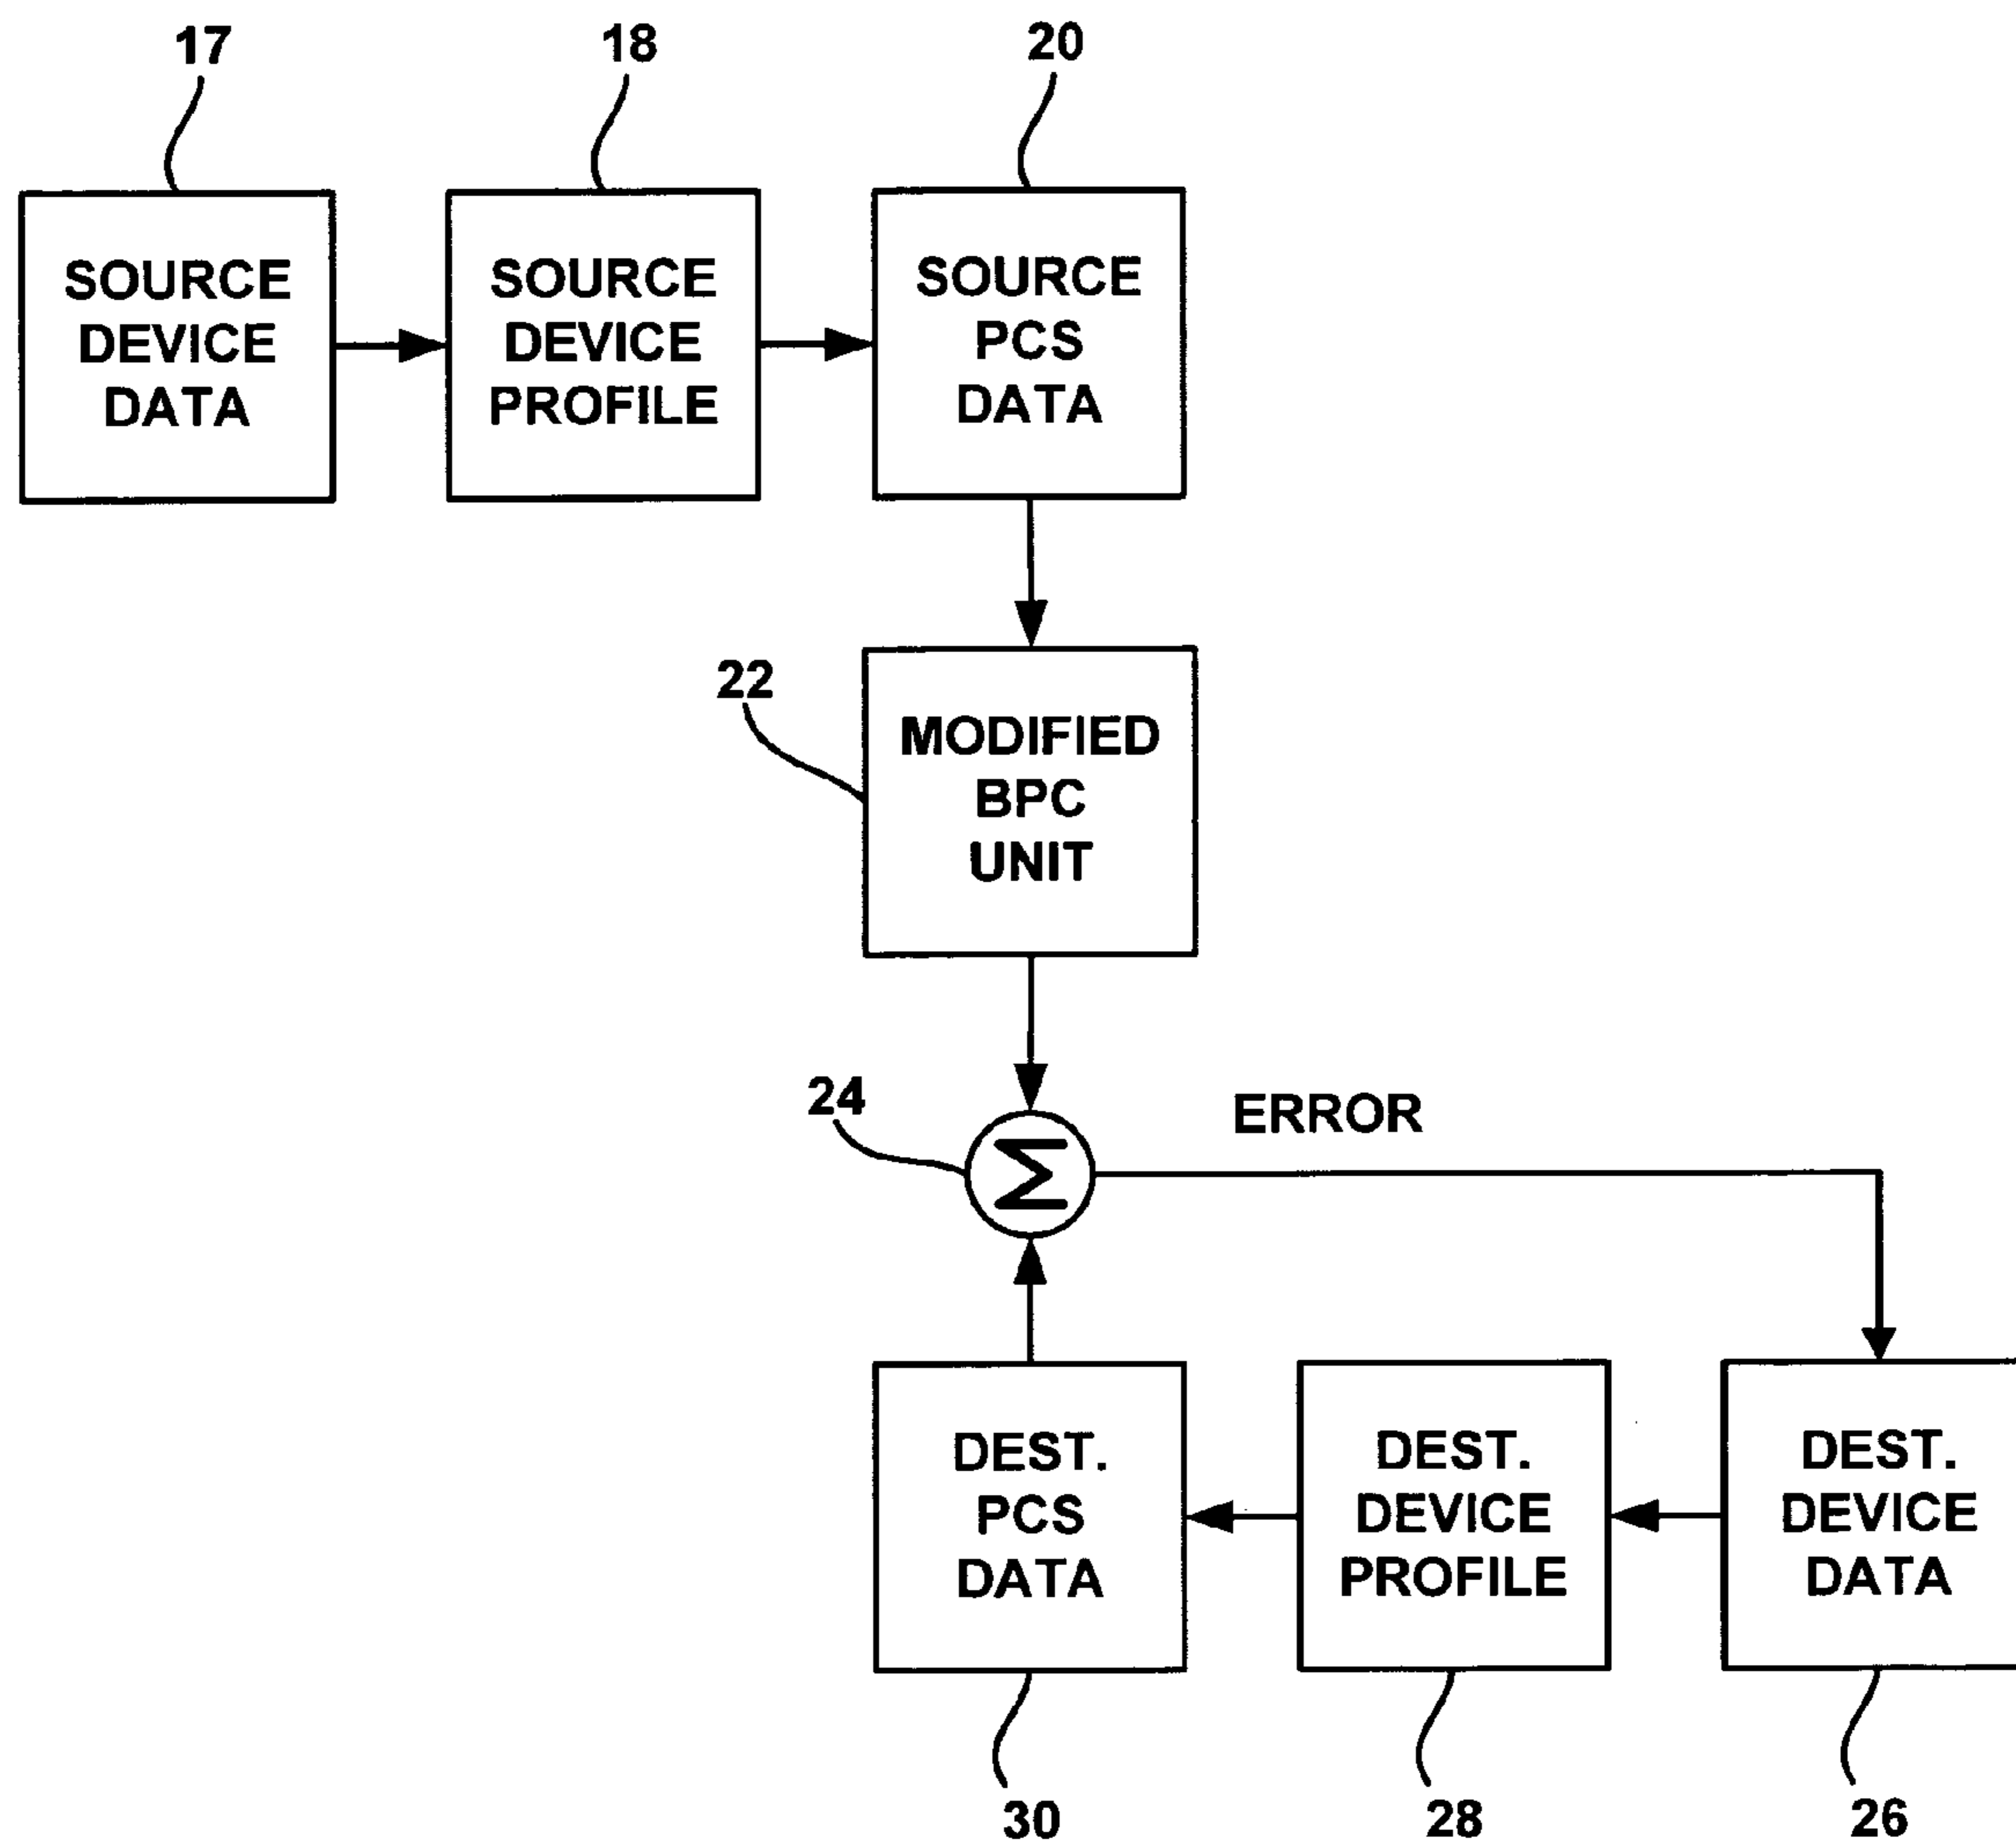 17
18
20
SOURCE
DEVICE
DATA
SOURCE
DEVICE
PROFILE
SOURCE
PCS
DATA
22
MODIFIED
BPC
UNIT
24
Σ
ERROR
DEST.
PCS
DATA
DEST.
DEVICE
PROFILE
DEST.
DEVICE
DATA
30
28
26